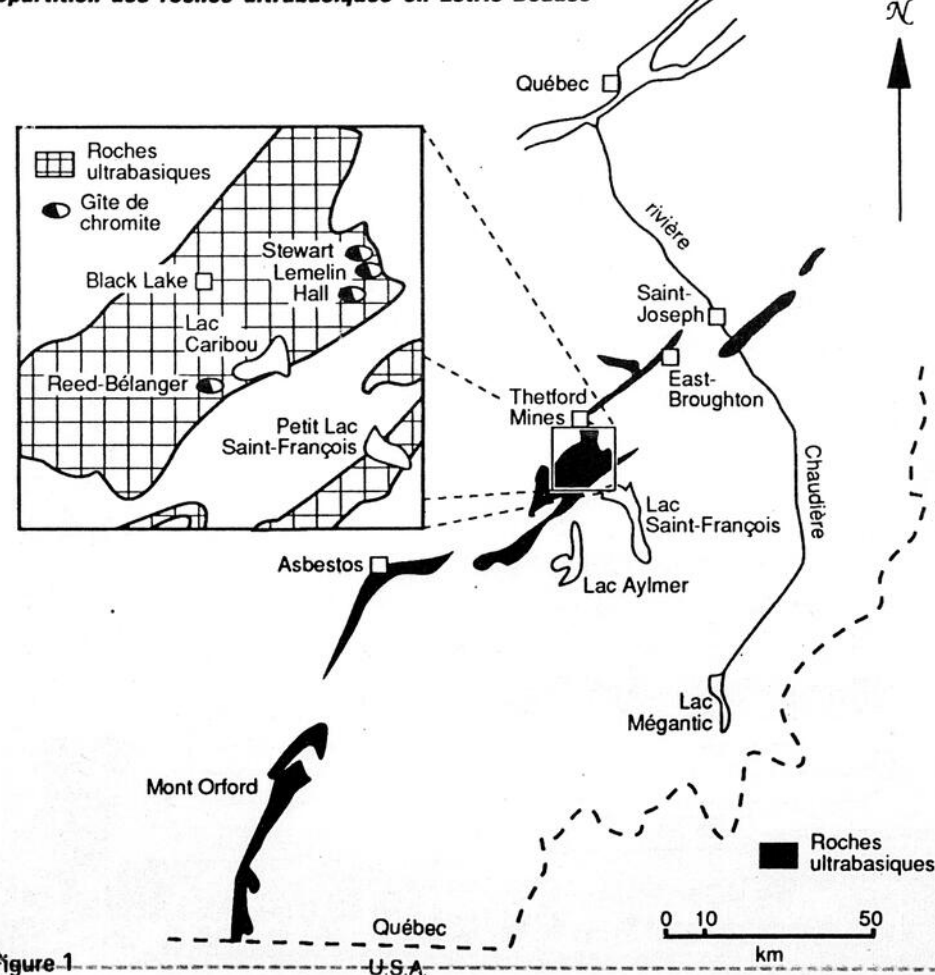 des roches ultrabasiques en Estrie-Beauce
N
Québec
Roches
ultrabasiques
Gîte de
chromite
Stewart
Lemelin
Hall
Black Lake
Lac
Caribou
Reed-Bélanger
Petit Lac
Saint-François
rivière
Saint-
Joseph
East-
Broughton
Thetford
Mines
Chaudière
Lac
Saint-François
Asbestos
Lac Aylmer
Lac
Mégantic
Mont Orford
Roches
ultrabasiques
0 10 50
km
Québec
U.S.A.
Figure 1